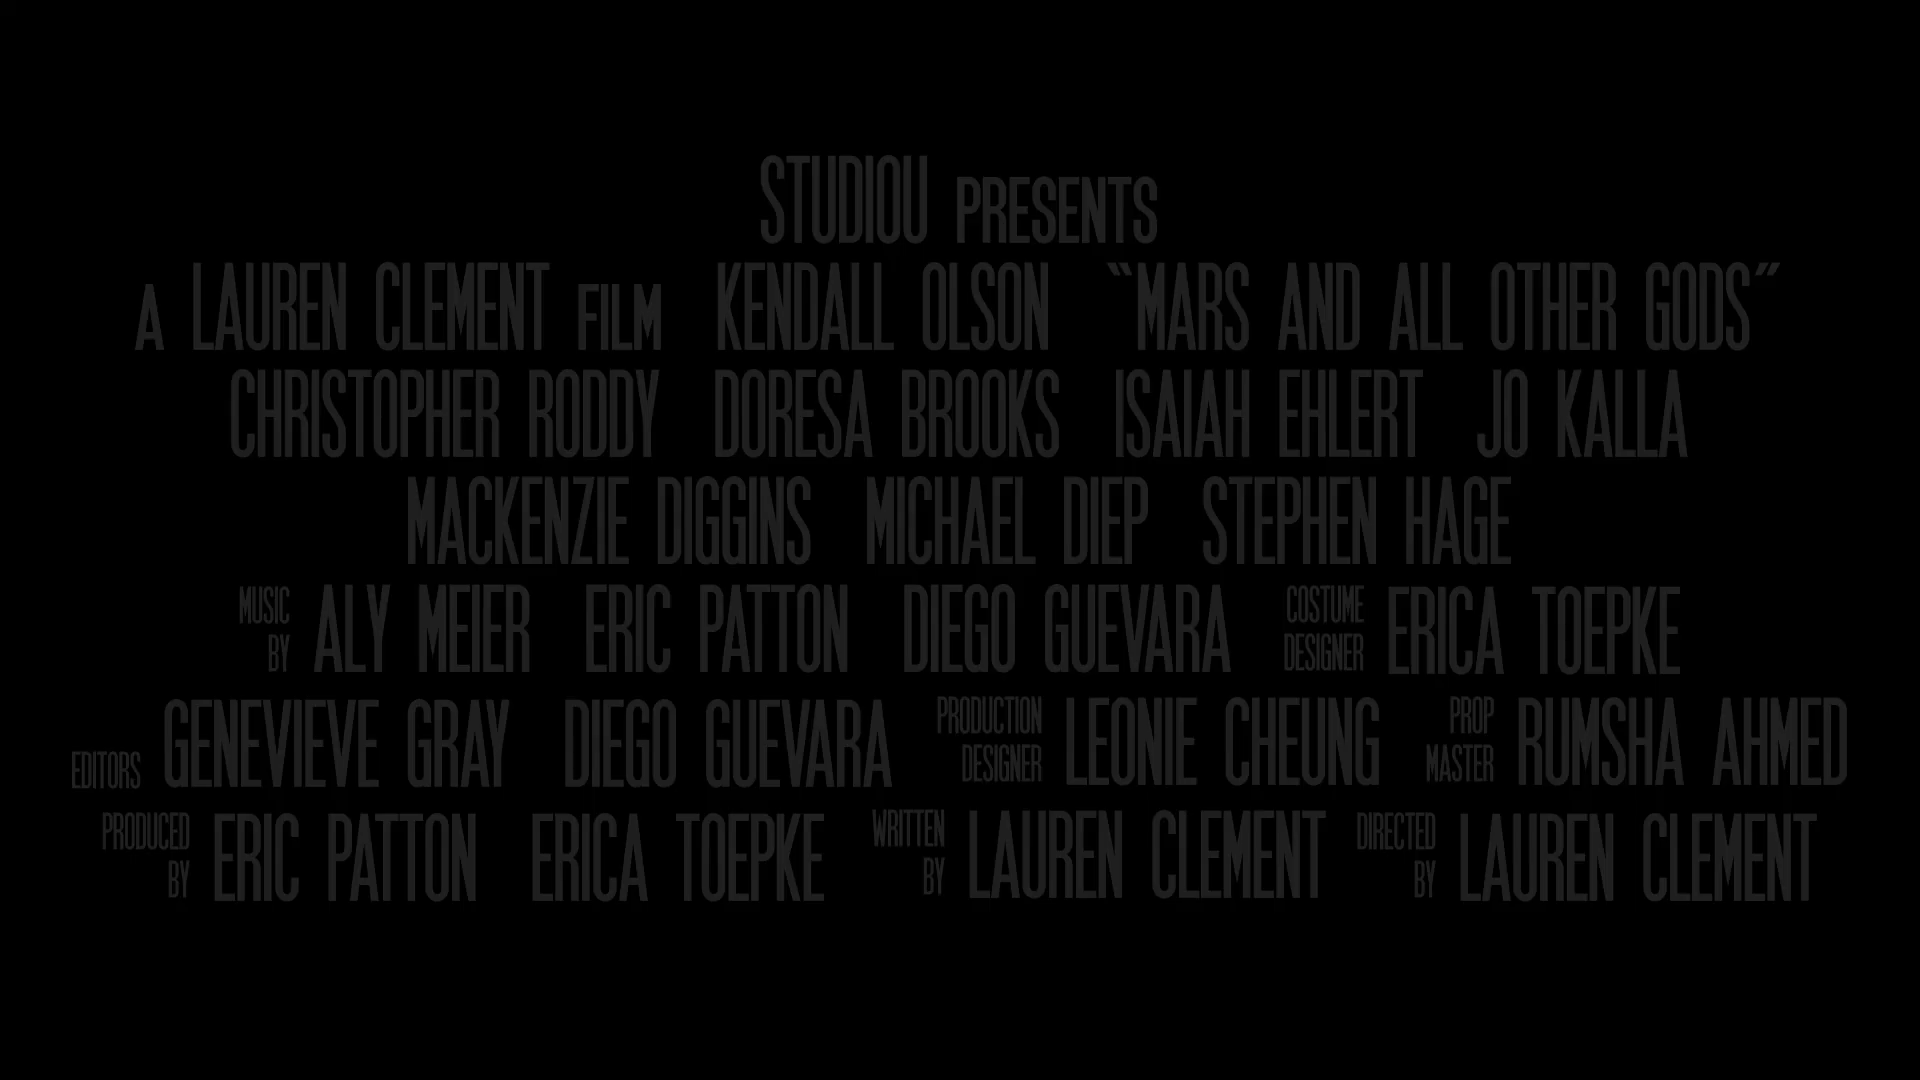 STUDIOU PRESENTS
A LAUREN CLEMENT FILM KENDALL OLSON “MARS AND ALL OTHER GODS”
CHRISTOPHER RODDY DORESA BROOKS ISAIAH EHLERT JO KALLA
MACKENZIE DIGGINS MICHAEL DIEP STEPHEN HAGE
MUSIC BY ALY MEIER ERIC PATTON DIEGO GUEVARA COSTUME DESIGNER ERICA TOEPKE
EDITORS GENEVIEVE GRAY DIEGO GUEVARA PRODUCTION DESIGNER LEONIE CHEUNG PROP MASTER RUMSHA AHMED
PRODUCED BY ERIC PATTON ERICA TOEPKE WRITTEN BY LAUREN CLEMENT DIRECTED BY LAUREN CLEMENT